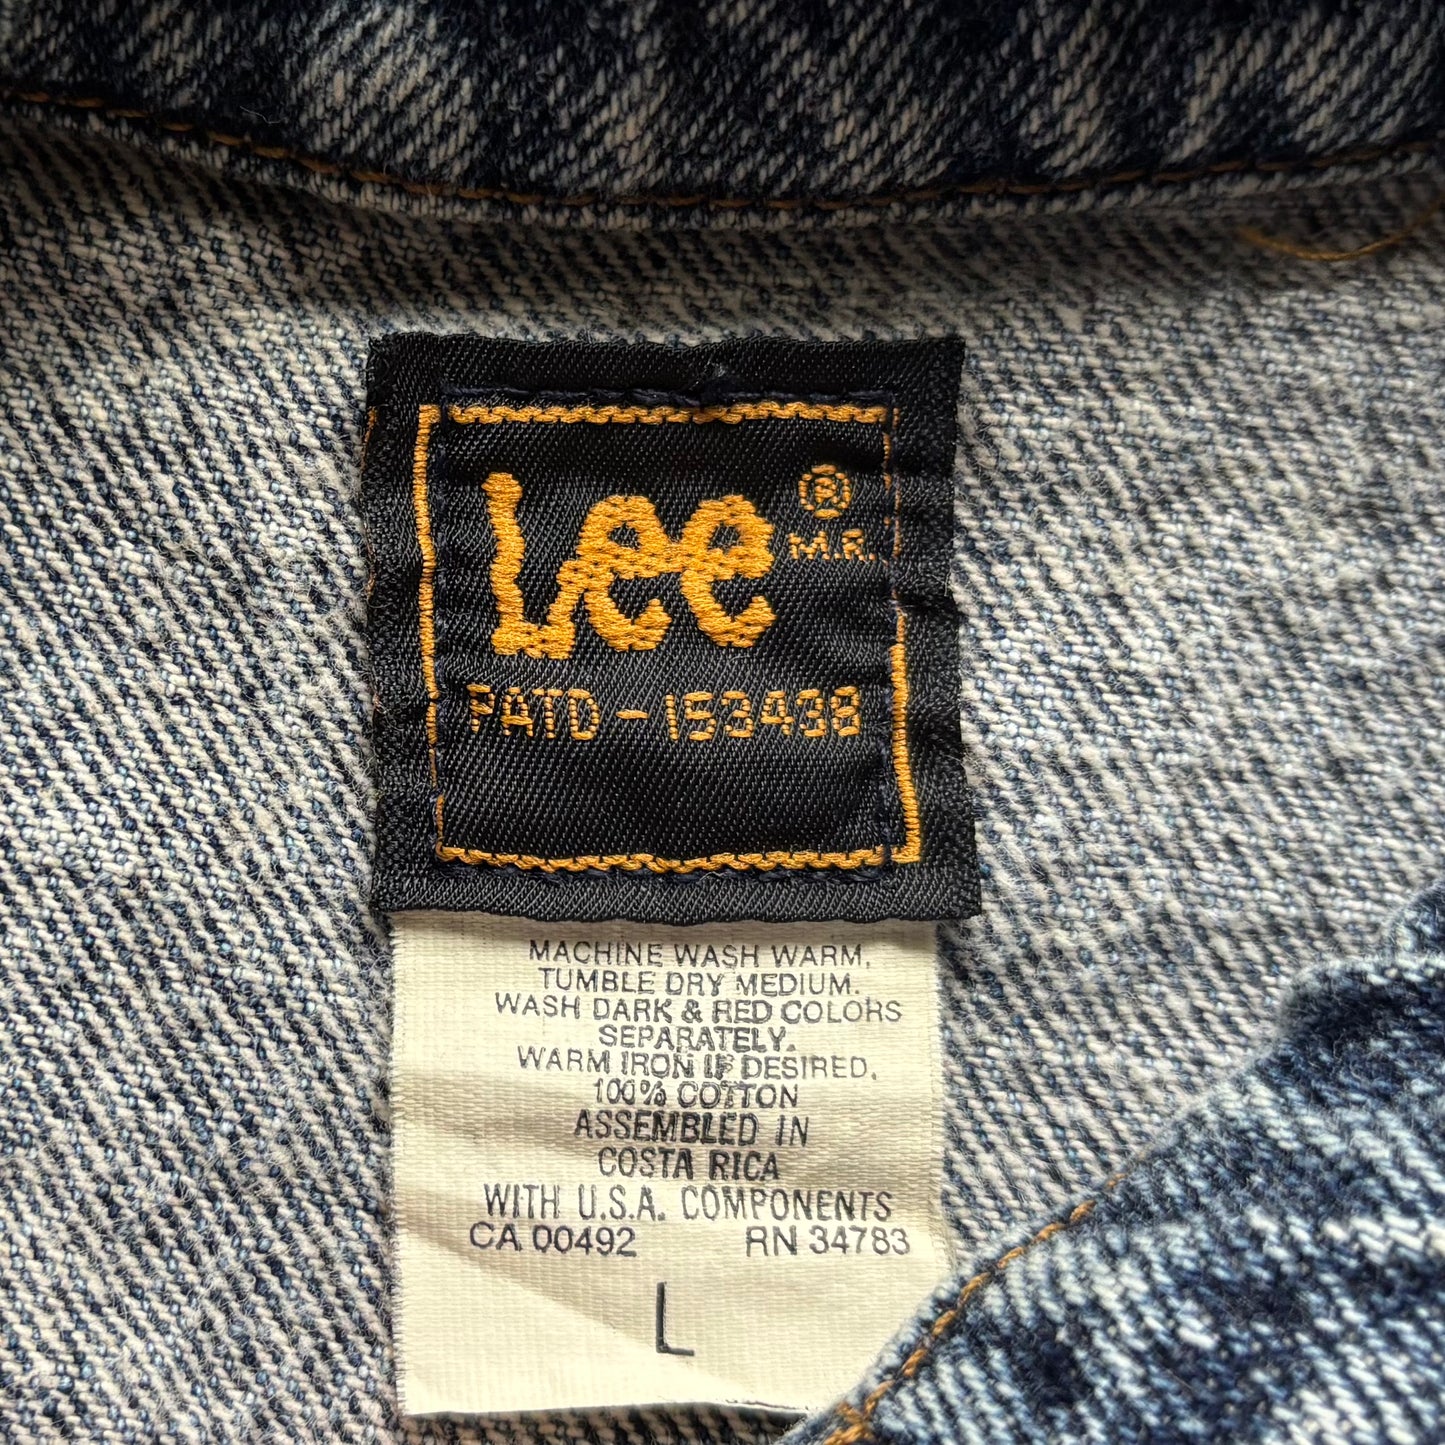 Lee ® M.R.
PATD - 153438
MACHINE WASH WARM,
TUMBLE DRY MEDIUM.
WASH DARK & RED COLORS
SEPARATELY.
WARM IRON IF DESIRED.
100% COTTON
ASSEMBLED IN
COSTA RICA
WITH U.S.A. COMPONENTS
CA 00492 RN 34783
L